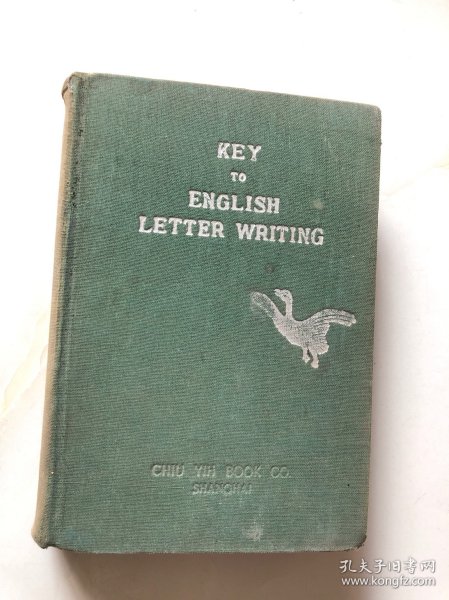 KEY
TO
ENGLISH
LETTER WRITING
CHIU YIH BOOK CO.
SHANGHAI
孔夫子旧书网
www.kongfz.com